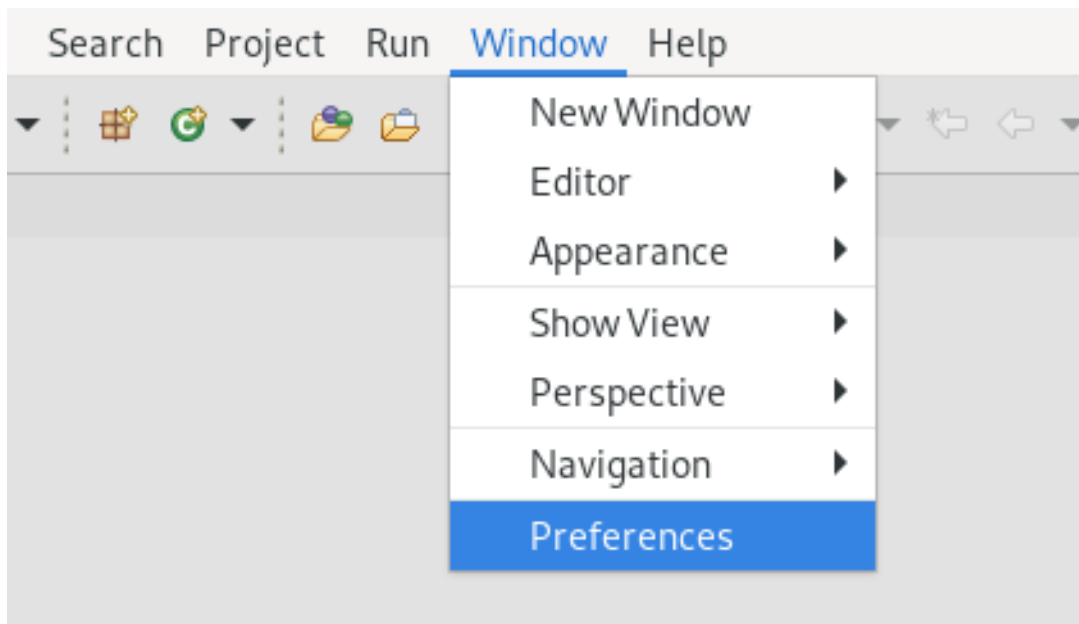 Search Project Run Window Help
New Window
Editor
Appearance
Show View
Perspective
Navigation
Preferences